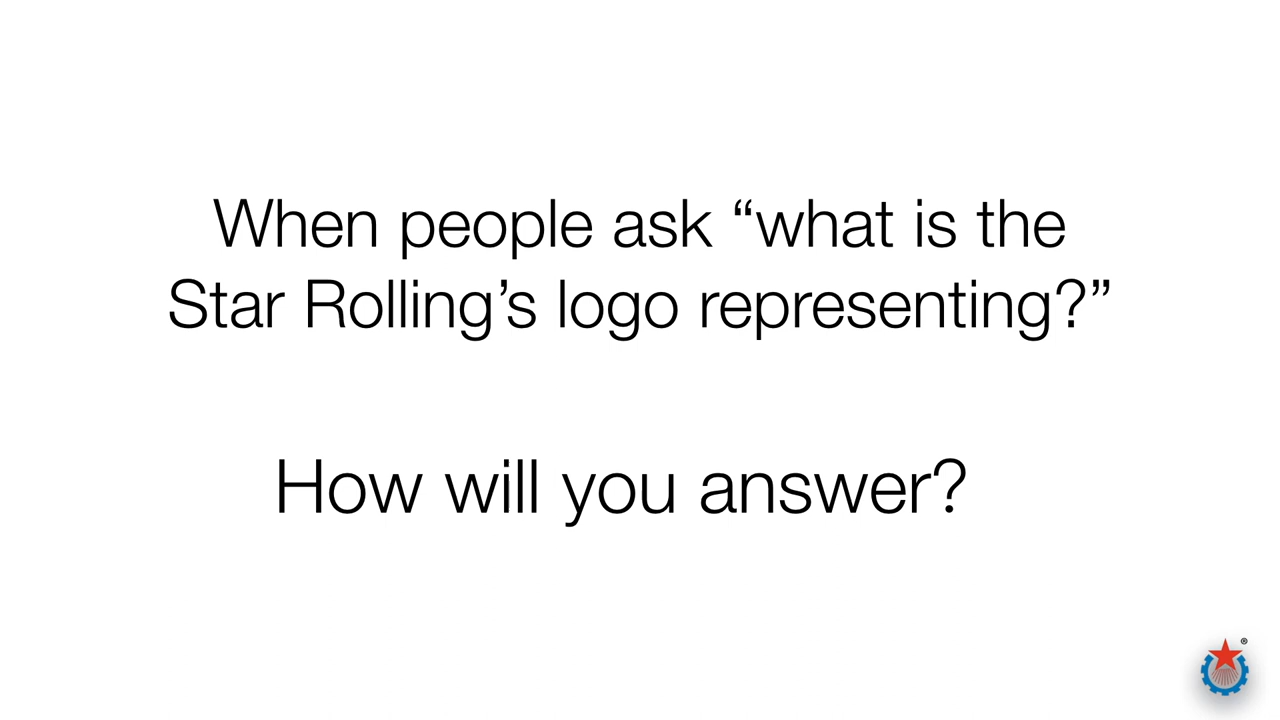 When people ask “what is the
Star Rolling’s logo representing?”
How will you answer?
®